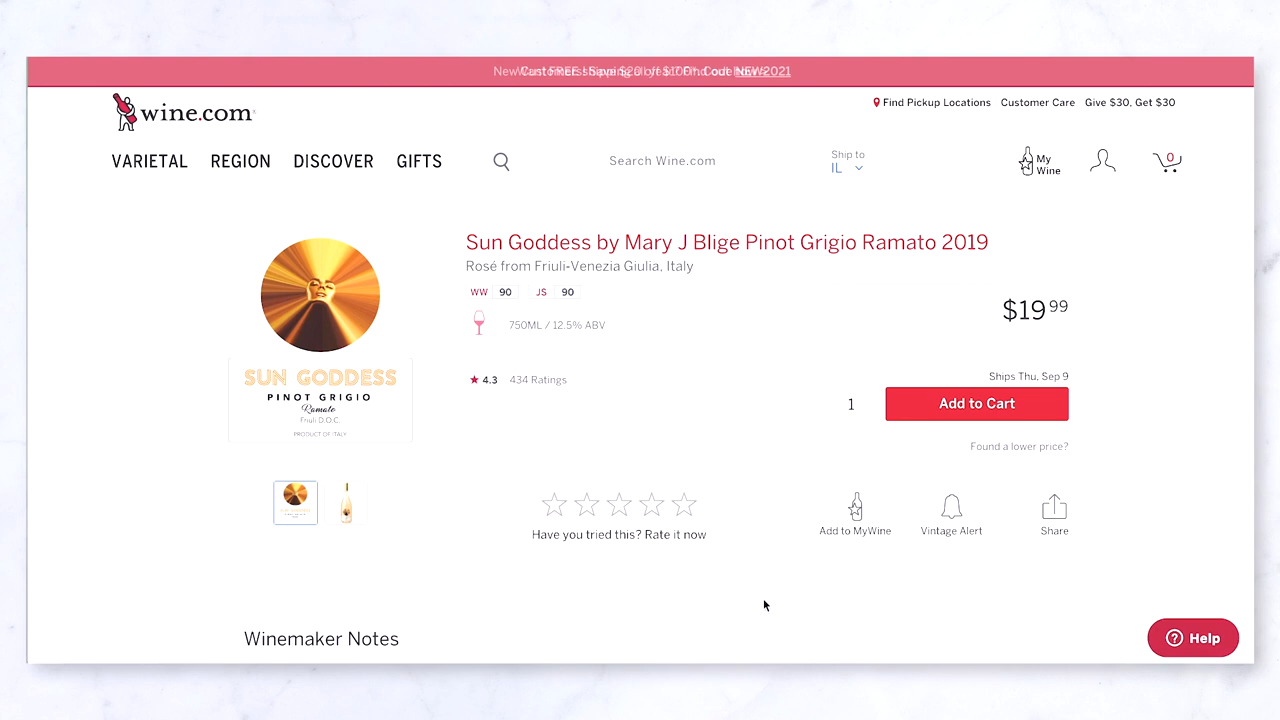 NEW2021
Find Pickup Locations Customer Care Give $30, Get $30
wine.com
VARIETAL REGION DISCOVER GIFTS Search Wine.com Ship to IL My Wine 0
Sun Goddess by Mary J Blige Pinot Grigio Ramato 2019
Rosé from Friuli-Venezia Giulia, Italy
WW 90 JS 90
$19 99
750ML / 12.5% ABV
SUN GODDESS
PINOT GRIGIO
Ramato
Friuli D.O.C.
PRODUCT OF ITALY
4.3 434 Ratings
Ships Thu, Sep 9
1 Add to Cart
Found a lower price?
Have you tried this? Rate it now
Add to MyWine Vintage Alert Share
Winemaker Notes
Help